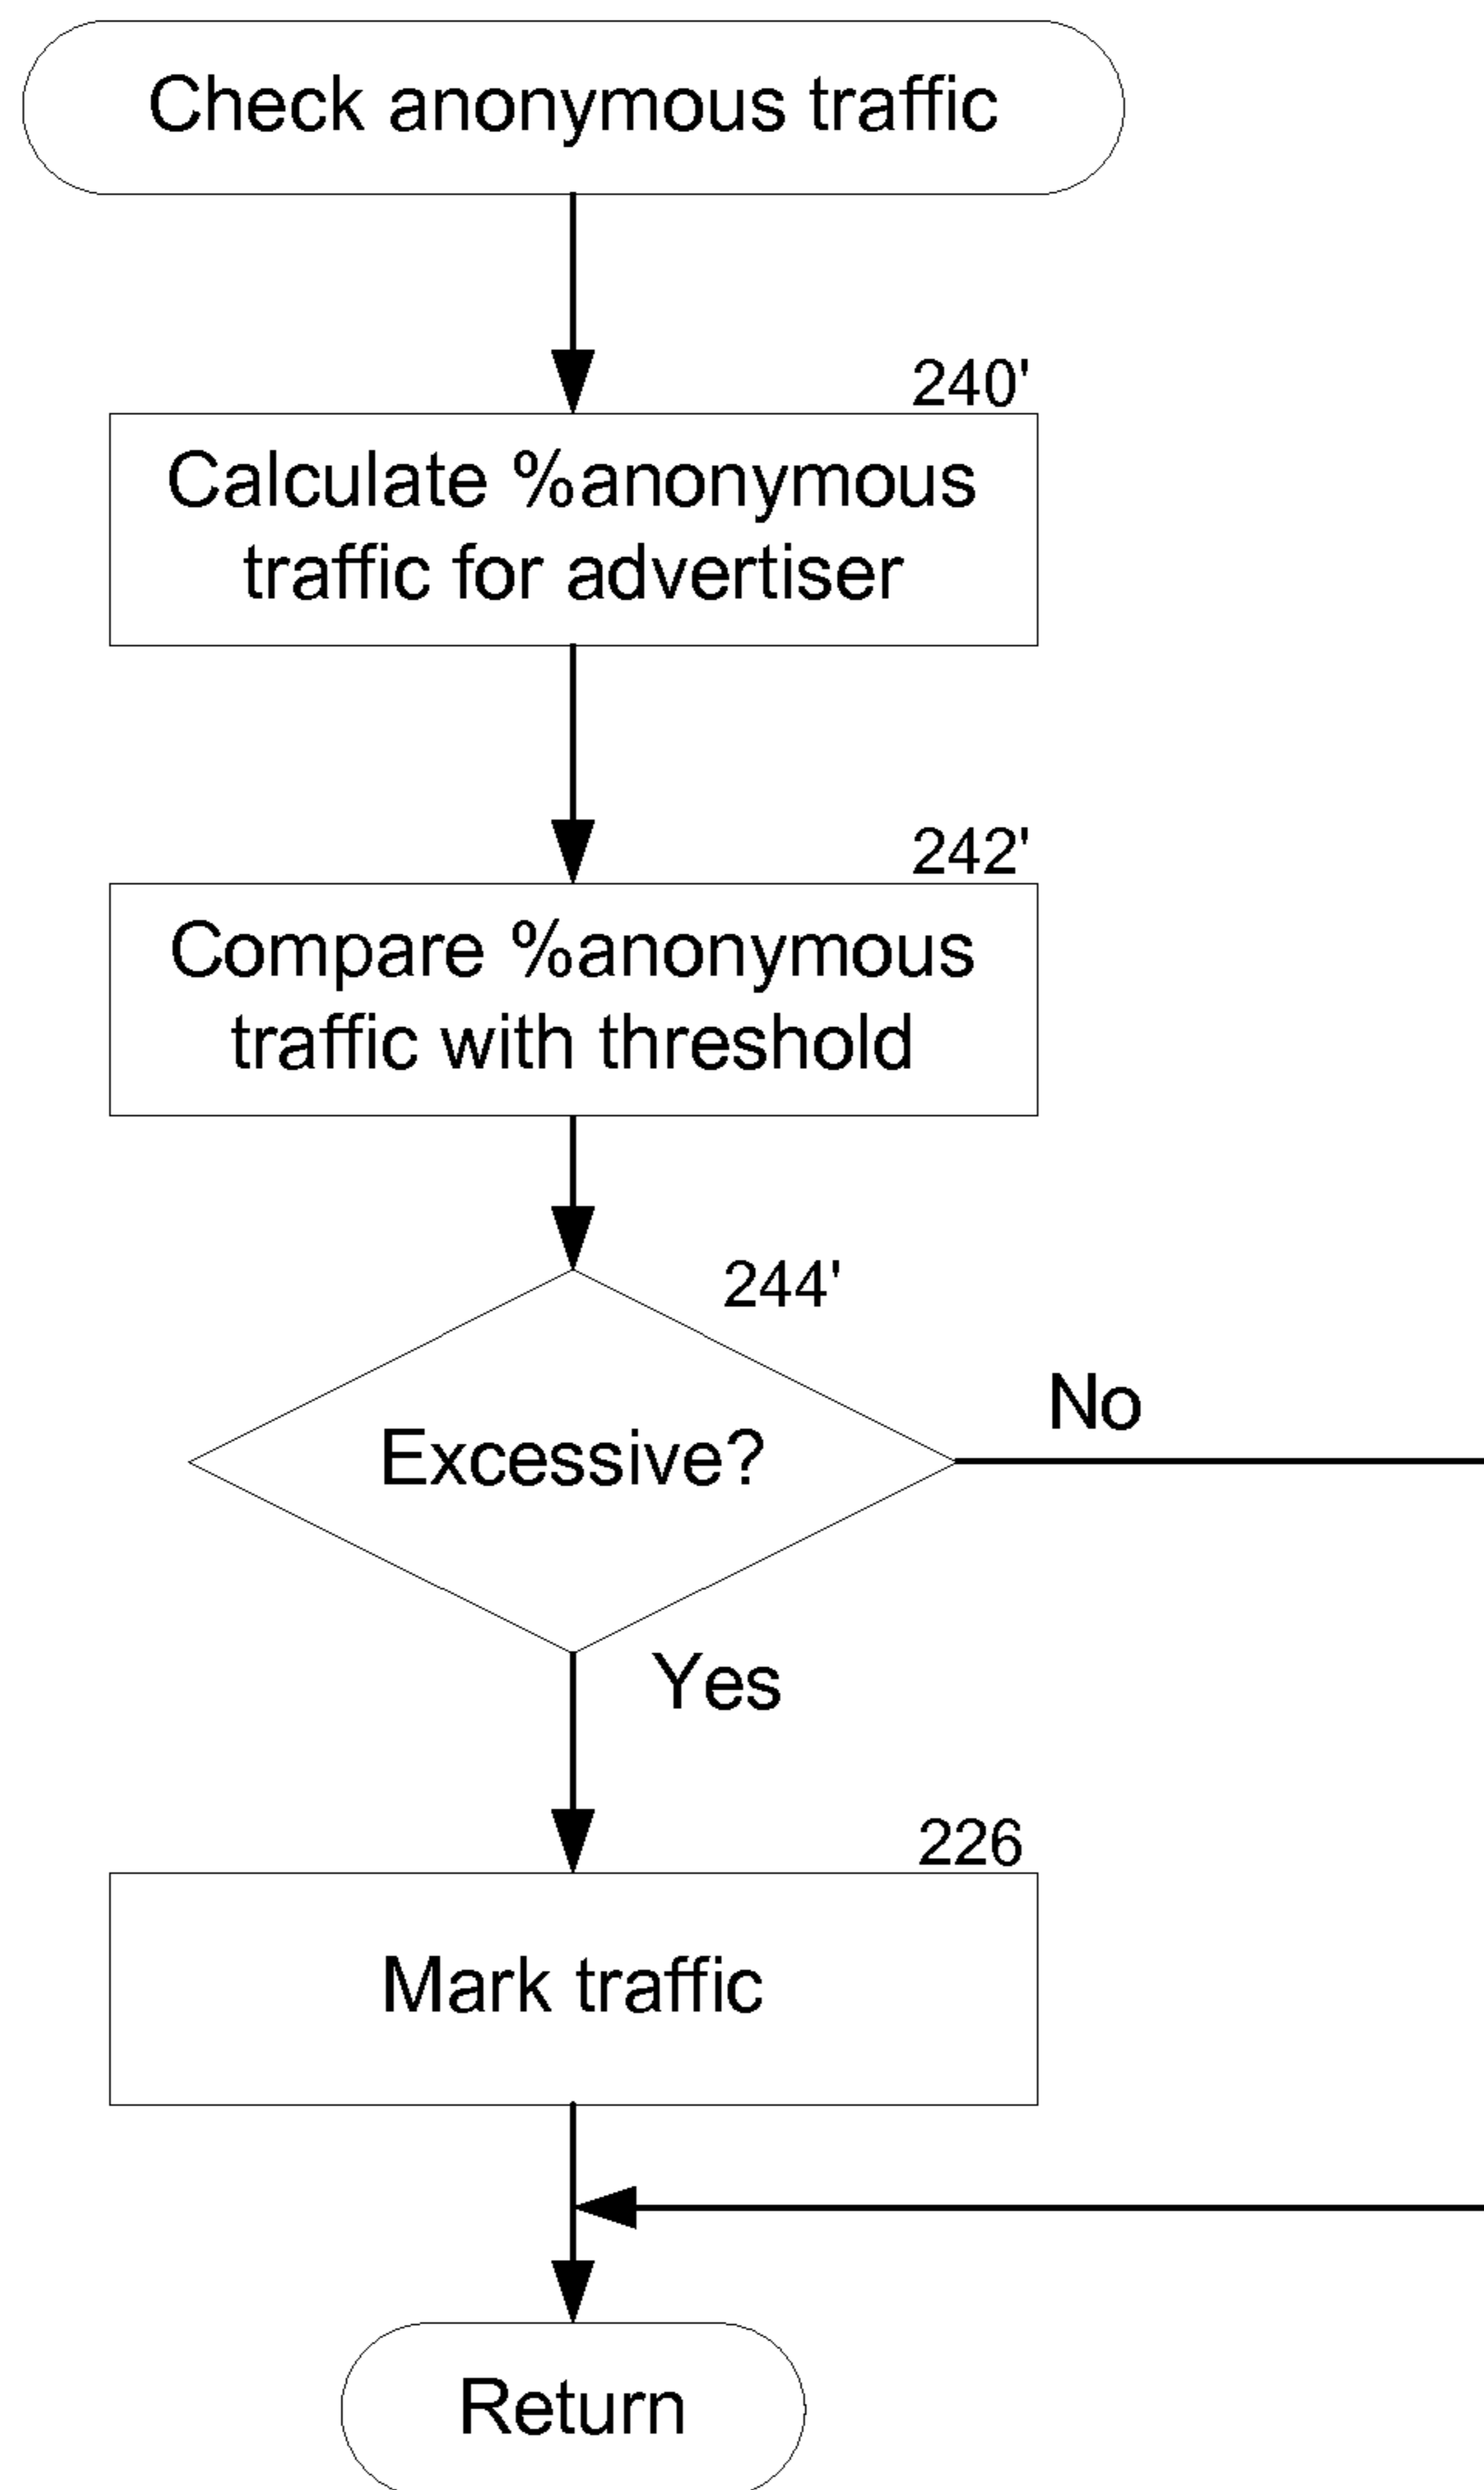 Check anonymous traffic
240'
Calculate %anonymous
traffic for advertiser
242'
Compare %anonymous
traffic with threshold
244'
Excessive?
No
Yes
226
Mark traffic
Return